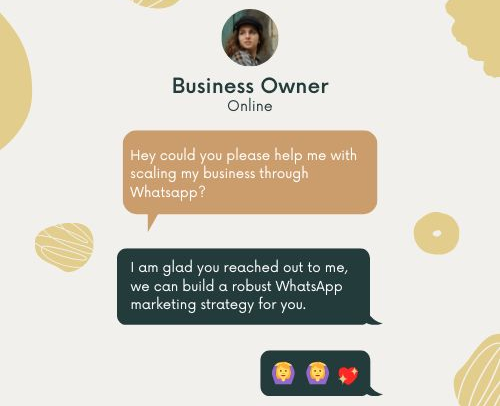 Business Owner
Online
Hey could you please help me with
scaling my business through
Whatsapp?
I am glad you reached out to me,
we can build a robust WhatsApp
marketing strategy for you.
🙆‍♀️ 🙆‍♀️ 💖